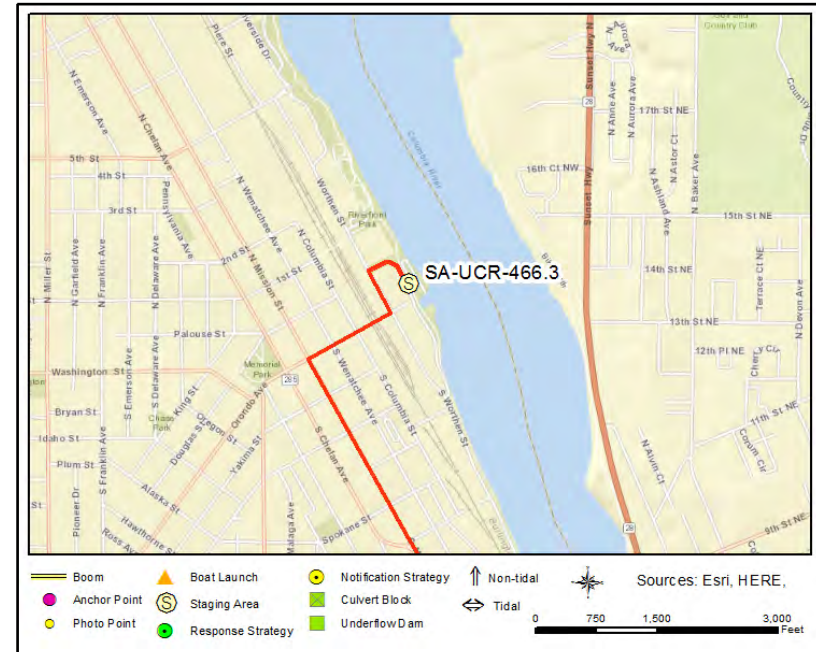 Country Club
Sunset Hwy N
N Aurora Ave
N Anne Ave
N Aurora Ave
17th St NE
28
Piere St
Riverside Dr
N Emerson Ave
N Chelan Ave
Columbia River
Sunset Hwy
16th Ct NW
N Astor Ct
N Ashland Ave
N Baker Ave
5th St
4th St
3rd St
Pennsylvania Ave
N Wenatchee Ave
Worthen St
Riverfront Park
15th St NE
N Miller St
N Garfield Ave
N Franklin Ave
N Delaware Ave
2nd St
1st St
N Mission St
N Columbia St
SA-UCR-466.3
S
14th St NE
Terrace Ct NE
N Devon Ave
13th St NE
12th Pl NE
Palouse St
Washington St
Memorial Park
285
S Wenatchee Ave
S Columbia St
S Worthen St
S Emerson Ave
S Delaware Ave
King St
Orondo Ave
Chase Park
Bryan St
Idaho St
Douglas St
Oregon St
Yakima St
S Chelan Ave
Plum St
S Franklin Ave
Pioneer Dr
Alaska St
Hawthorne St
Ross Ave
Malaga Ave
Spokane St
11th St NE
Corum Cir
N Alvin Ct
28
9th St NE
Boom
Boat Launch
Notification Strategy
Non-tidal
Sources: Esri, HERE,
Anchor Point
S
Staging Area
Culvert Block
Tidal
Photo Point
Response Strategy
Underflow Dam
0 750 1,500 3,000
Feet